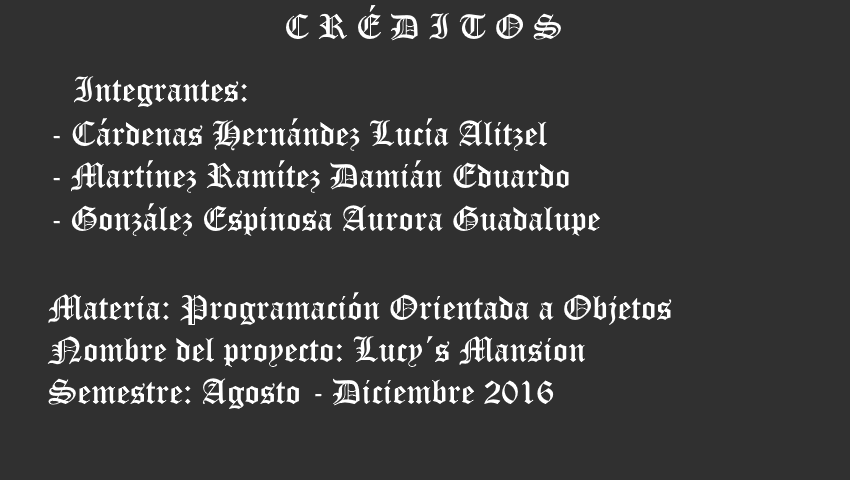 CRÉDITOS
Integrantes:
- Cárdenas Hernández Lucía Alitzel
- Martínez Ramítez Damián Eduardo
- González Espinosa Aurora Guadalupe
Materia: Programación Orientada a Objetos
Nombre del proyecto: Lucy´s Mansion
Semestre: Agosto - Diciembre 2016